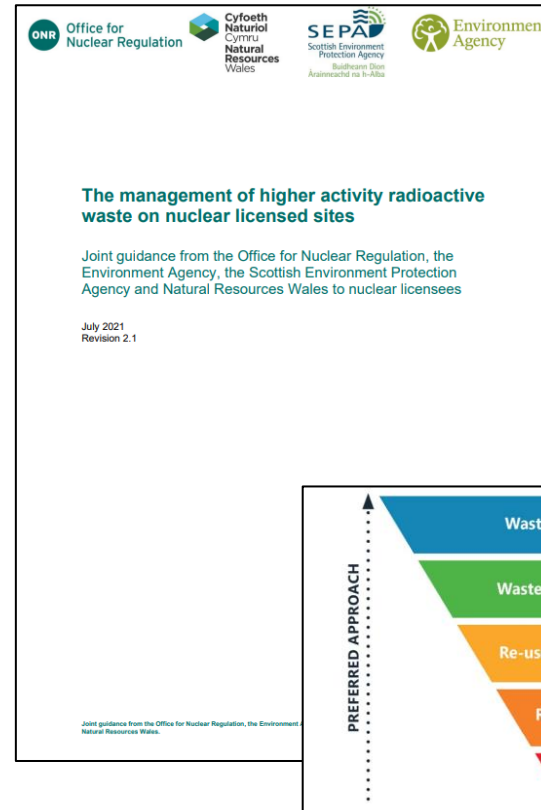 ONR
Office for
Nuclear Regulation
Cyfoeth
Naturiol
Cymru
Natural
Resources
Wales
SEPA
Scottish Environment
Protection Agency
Buidheann Dìon
Àrainneachd na h-Alba
Environmen
Agency
The management of higher activity radioactive
waste on nuclear licensed sites
Joint guidance from the Office for Nuclear Regulation, the
Environment Agency, the Scottish Environment Protection
Agency and Natural Resources Wales to nuclear licensees
July 2021
Revision 2.1
Joint guidance from the Office for Nuclear Regulation, the Environment
Natural Resources Wales.
PREFERRED APPROACH
Wast
Waste
Re-us